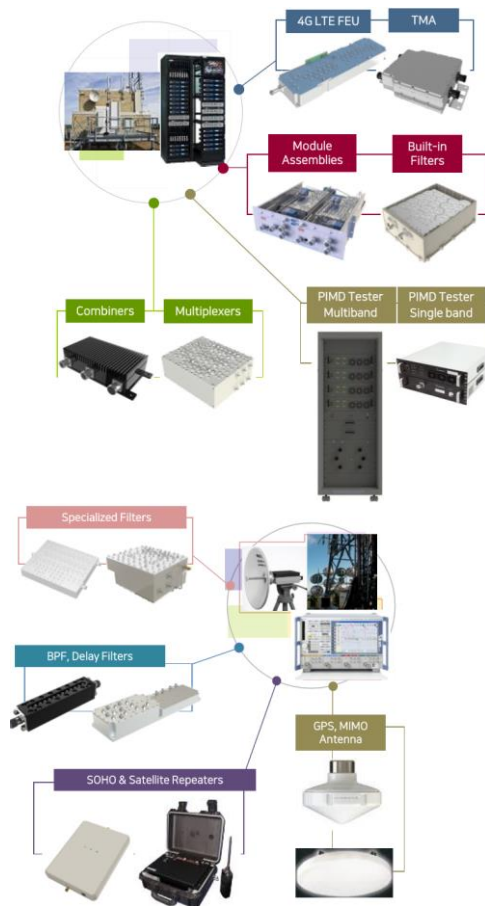 4G LTE FEU
TMA
Module
Assemblies
Built-In
Filters
Combiners
Multiplexers
PIMD Tester
Multiband
PIMD Tester
Single band
Specialized Filters
BPF, Delay Filters
GPS, MIMO
Antenna
SOHO & Satellite Repeaters